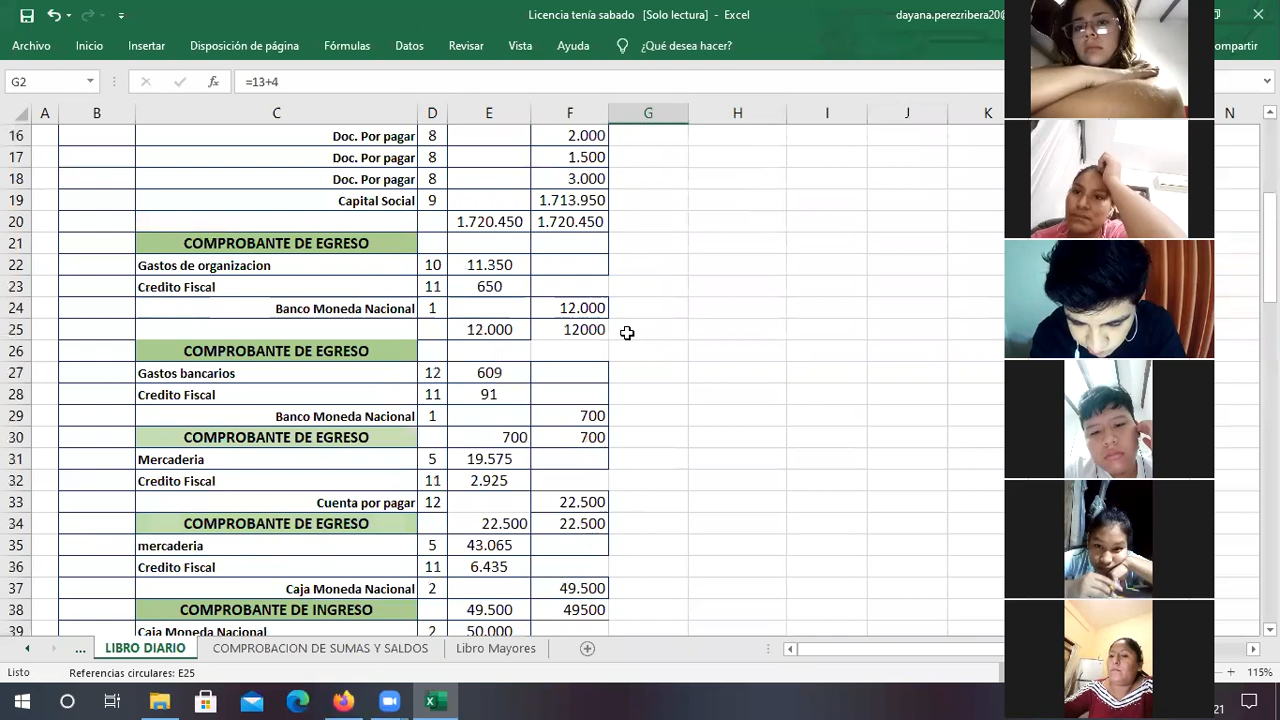 Licencia tenía sabado [Solo lectura] - Excel
dayana.perezribera20@
Archivo Inicio Insertar Disposición de página Fórmulas Datos Revisar Vista Ayuda ¿Qué desea hacer?
G2 fx =13+4
A B C D E F G H I J K N
16 Doc. Por pagar 8 2.000
17 Doc. Por pagar 8 1.500
18 Doc. Por pagar 8 3.000
19 Capital Social 9 1.713.950
20 1.720.450 1.720.450
21 COMPROBANTE DE EGRESO
22 Gastos de organizacion 10 11.350
23 Credito Fiscal 11 650
24 Banco Moneda Nacional 1 12.000
25 12.000 12000
26 COMPROBANTE DE EGRESO
27 Gastos bancarios 12 609
28 Credito Fiscal 11 91
29 Banco Moneda Nacional 1 700
30 COMPROBANTE DE EGRESO 700 700
31 Mercaderia 5 19.575
32 Credito Fiscal 11 2.925
33 Cuenta por pagar 12 22.500
34 COMPROBANTE DE EGRESO 22.500 22.500
35 mercaderia 5 43.065
36 Credito Fiscal 11 6.435
37 Caja Moneda Nacional 2 49.500
38 COMPROBANTE DE INGRESO 49.500 49500
39 Caja Moneda Nacional 2 50.000
... LIBRO DIARIO COMPROBACION DE SUMAS Y SALDOS Libro Mayores
Listo Referencias circulares: E25 115%
21